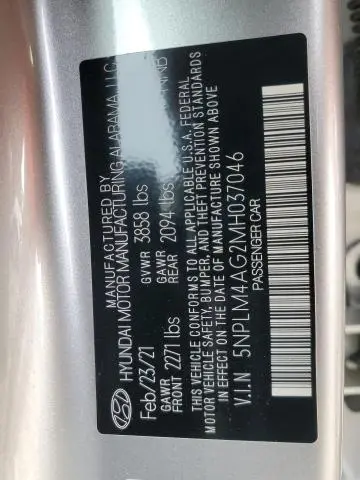 MANUFACTURED BY
HYUNDAI MOTOR MANUFACTURING ALABAMA, LLC
Feb/23/21
GVWR 3858 lbs
GAWR FRONT 2271 lbs
GAWR REAR 2094 lbs
THIS VEHICLE CONFORMS TO ALL APPLICABLE U.S.A. FEDERAL
MOTOR VEHICLE SAFETY, BUMPER, AND THEFT PREVENTION STANDARDS
IN EFFECT ON THE DATE OF MANUFACTURE SHOWN ABOVE
V.I.N 5NPLM4AG2MH037046
PASSENGER CAR